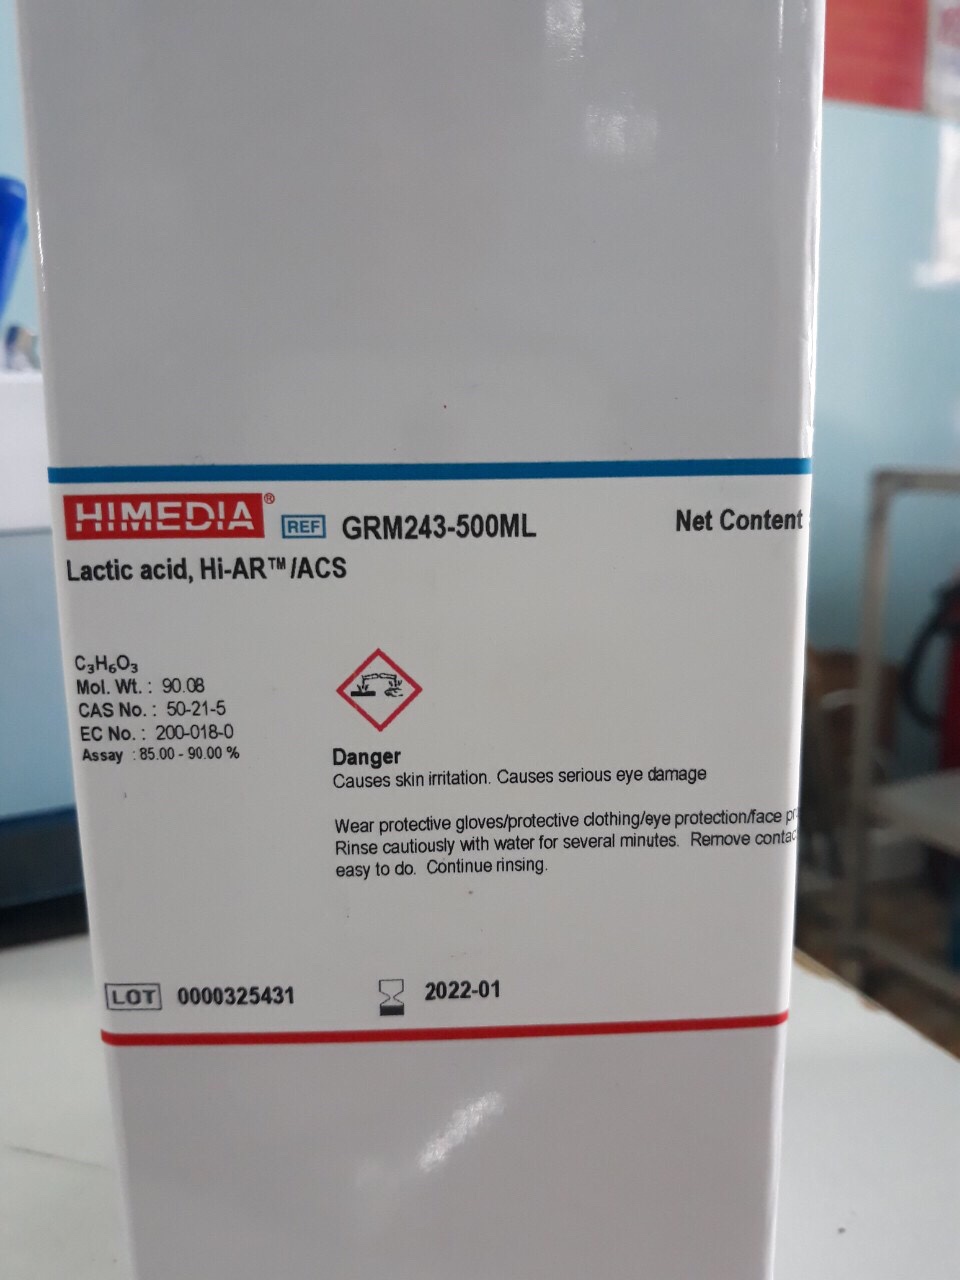 HIMEDIA® REF GRM243-500ML Net Content
Lactic acid, Hi-AR™/ACS
C₃H₆O₃
Mol. Wt. : 90.08
CAS No. : 50-21-5
EC No. : 200-018-0
Assay : 85.00 - 90.00 %
Danger
Causes skin irritation. Causes serious eye damage
Wear protective gloves/protective clothing/eye protection/face
Rinse cautiously with water for several minutes. Remove
easy to do. Continue rinsing.
LOT 0000325431 2022-01